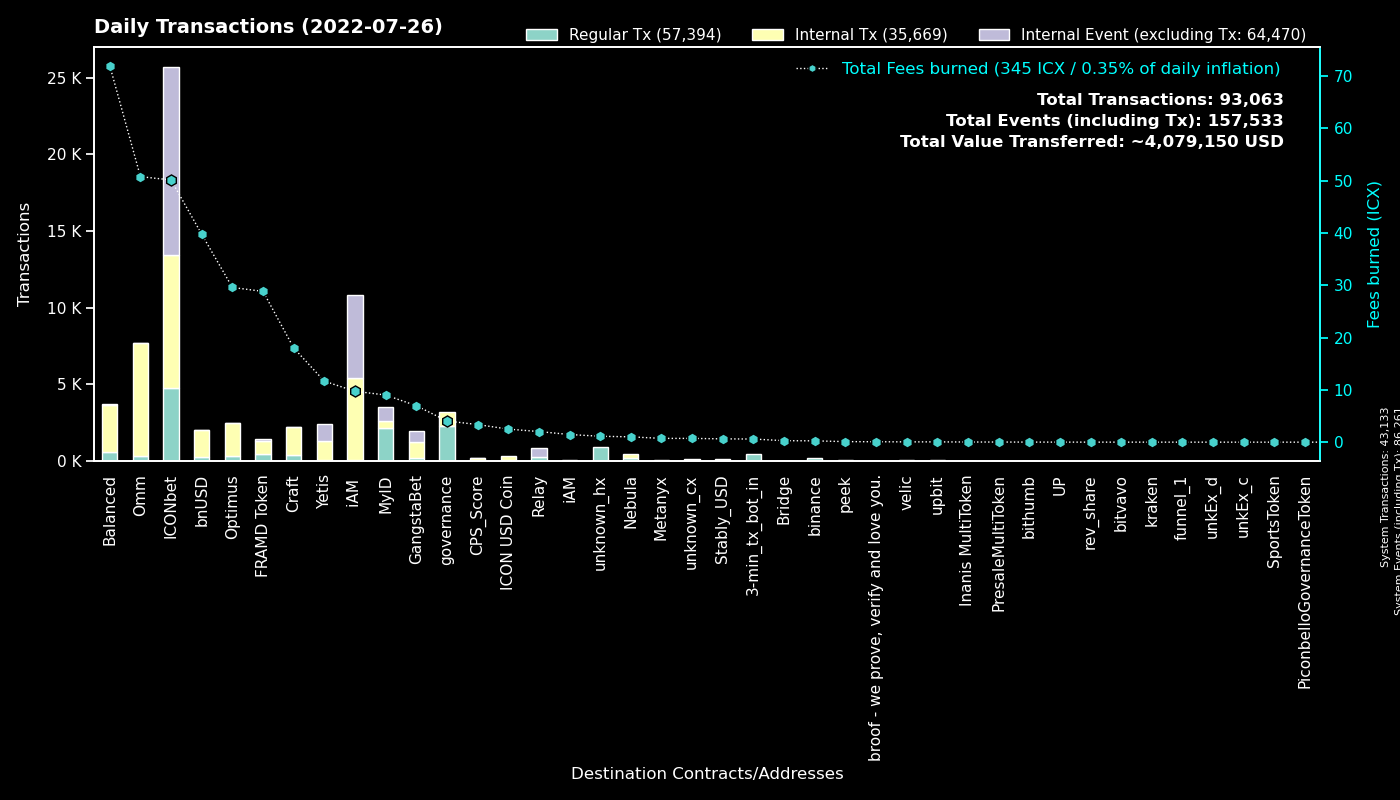 Daily Transactions (2022-07-26)
Regular Tx (57,394)
Internal Tx (35,669)
Internal Event (excluding Tx: 64,470)
Total Fees burned (345 ICX / 0.35% of daily inflation)
Total Transactions: 93,063
Total Events (including Tx): 157,533
Total Value Transferred: ~4,079,150 USD
Transactions
25 K
20 K
15 K
10 K
5 K
0 K
70
60
50
40
30
20
10
0
Fees burned (ICX)
Balanced
Omm
ICONbet
bnUSD
Optimus
FRAMD Token
Craft
Yetis
iAM
MyID
GangstaBet
governance
CPS_Score
ICON USD Coin
Relay
iAM
unknown_hx
Nebula
Metanyx
unknown_cx
Stably_USD
3-min_tx_bot_in
Bridge
binance
peek
broof - we prove, verify and love you.
velic
upbit
Inanis MultiToken
PresaleMultiToken
bithumb
UP
rev_share
bitvavo
kraken
funnel_1
unkEx_d
unkEx_c
SportsToken
PiconbelloGovernanceToken
Destination Contracts/Addresses
System Transactions: 43,133
System Events (including Tx): 86,261